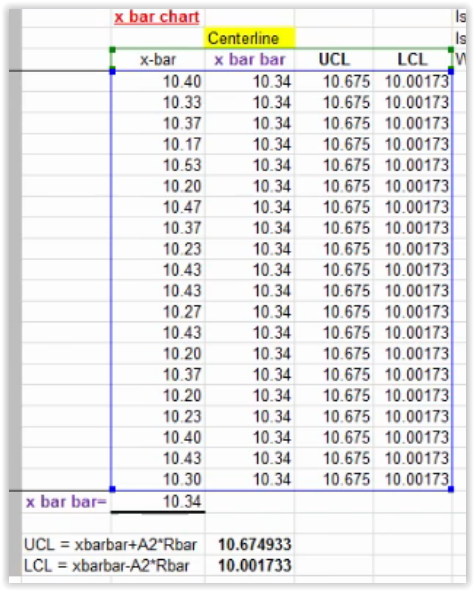 x bar chart Is
Centerline Is
x-bar x bar bar UCL LCL W
10.40 10.34 10.675 10.00173
10.33 10.34 10.675 10.00173
10.37 10.34 10.675 10.00173
10.17 10.34 10.675 10.00173
10.53 10.34 10.675 10.00173
10.20 10.34 10.675 10.00173
10.47 10.34 10.675 10.00173
10.37 10.34 10.675 10.00173
10.23 10.34 10.675 10.00173
10.43 10.34 10.675 10.00173
10.43 10.34 10.675 10.00173
10.27 10.34 10.675 10.00173
10.43 10.34 10.675 10.00173
10.20 10.34 10.675 10.00173
10.37 10.34 10.675 10.00173
10.20 10.34 10.675 10.00173
10.23 10.34 10.675 10.00173
10.40 10.34 10.675 10.00173
10.43 10.34 10.675 10.00173
10.30 10.34 10.675 10.00173
x bar bar= 10.34
UCL = xbarbar+A2*Rbar 10.674933
LCL = xbarbar-A2*Rbar 10.001733